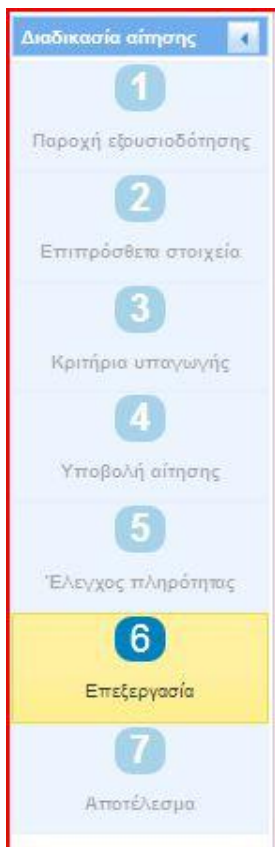 Διαδικασία αίτησης
1
Παροχή εξουσιοδότησης
2
Επιπρόσθετα στοιχεία
3
Κριτήρια υπαγωγής
4
Υποβολή αίτησης
5
Έλεγχος πληρότητας
6
Επεξεργασία
7
Αποτέλεσμα